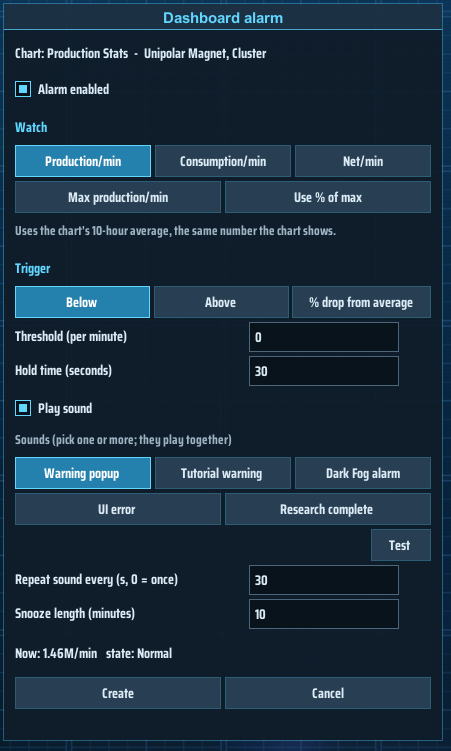 Dashboard alarm
Chart: Production Stats - Unipolar Magnet, Cluster
Alarm enabled
Watch
Production/min Consumption/min Net/min
Max production/min Use % of max
Uses the chart's 10-hour average, the same number the chart shows.
Trigger
Below Above % drop from average
Threshold (per minute) 0
Hold time (seconds) 30
Play sound
Sounds (pick one or more; they play together)
Warning popup Tutorial warning Dark Fog alarm
UI error Research complete
Test
Repeat sound every (s, 0 = once) 30
Snooze length (minutes) 10
Now: 1.46M/min state: Normal
Create Cancel